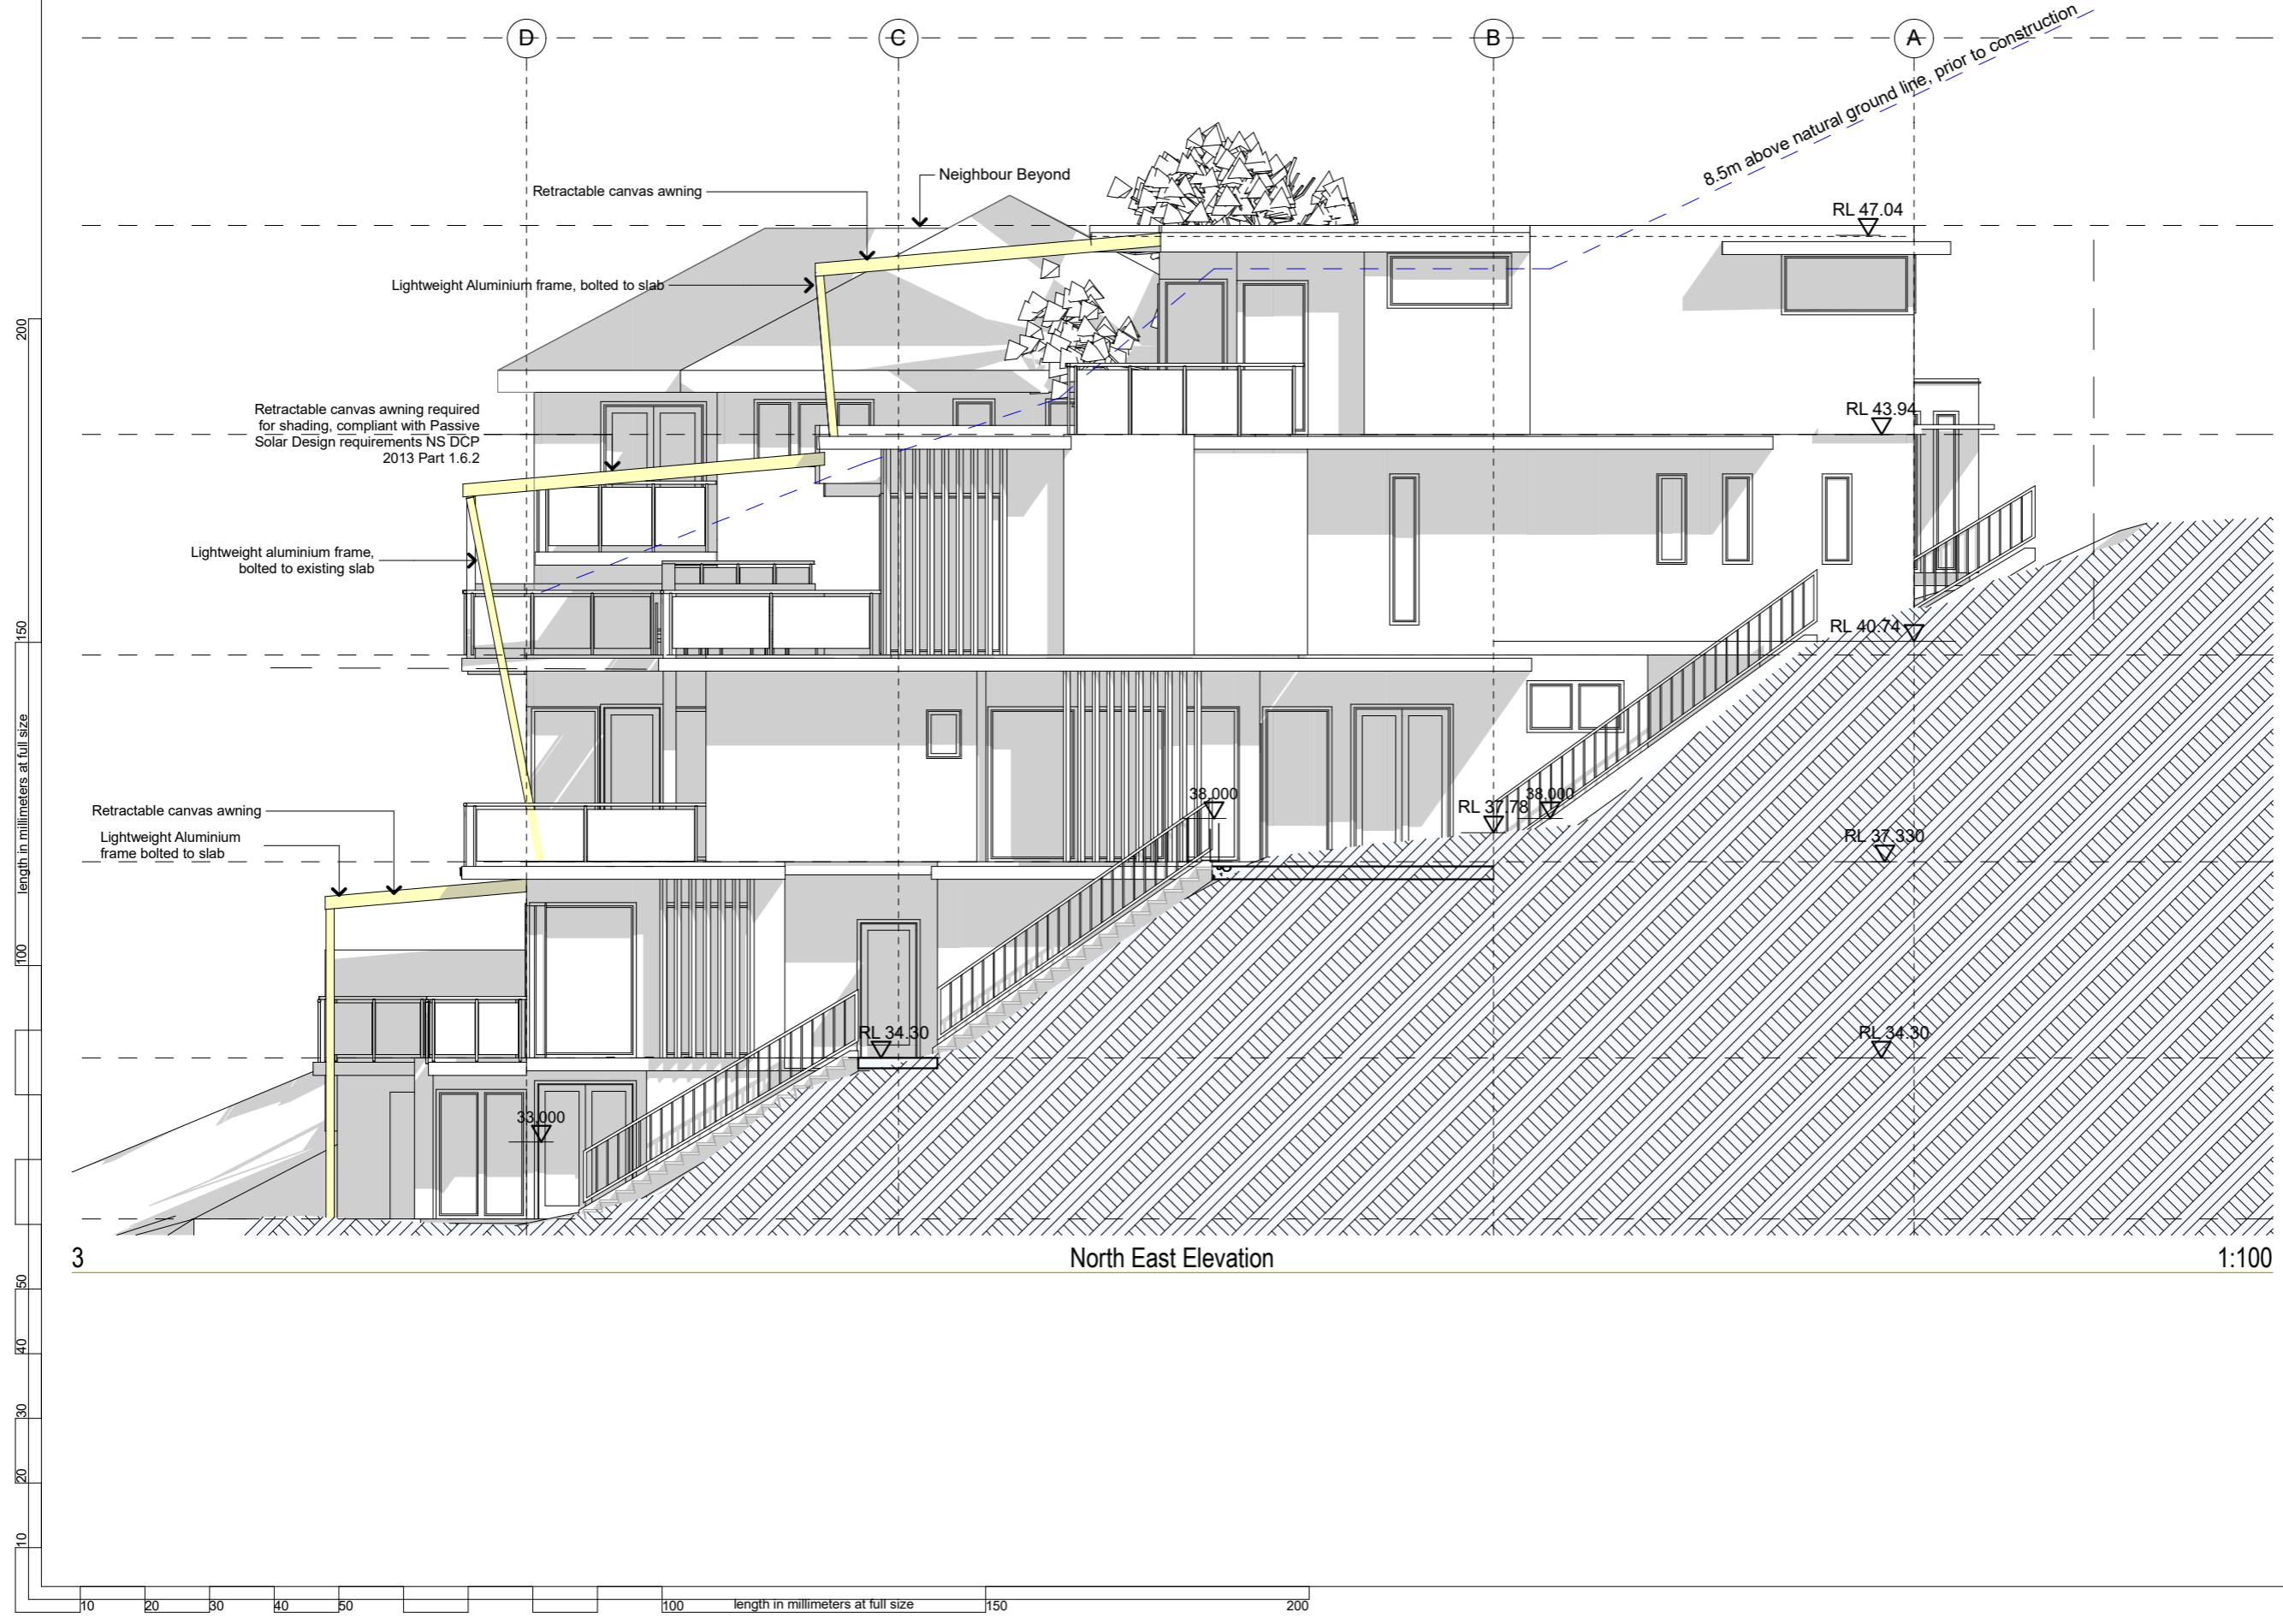 D
C
B
A
8.5m above natural ground line, prior to construction
Neighbour Beyond
Retractable canvas awning
RL 47.04
Lightweight Aluminium frame, bolted to slab
200
Retractable canvas awning required
for shading, compliant with Passive
Solar Design requirements NS DCP
2013 Part 1.6.2
RL 43.94
Lightweight aluminium frame,
bolted to existing slab
150
RL 40.74
length in millimeters at full size
Retractable canvas awning
Lightweight Aluminium
frame bolted to slab
38,000
RL 37.78
38,000
RL 37,330
100
RL 34.30
RL 34.30
33,000
3
North East Elevation
1:100
50
40
30
20
10
10
20
30
40
50
100
length in millimeters at full size
150
200